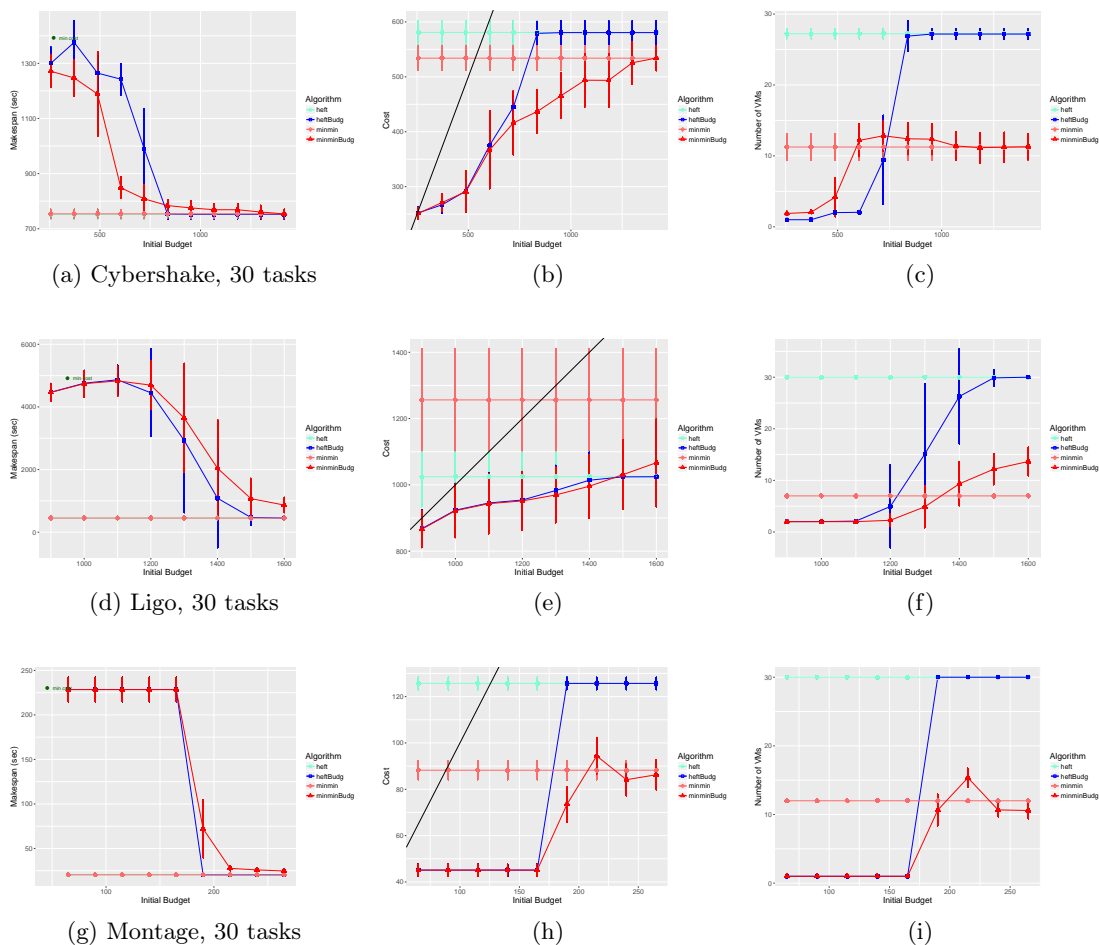 1300
1100
900
700
Makespan (sec)
min cost
500
1000
Initial Budget
Algorithm
heft
heftBudg
minmin
minminBudg
(a) Cybershake, 30 tasks
600
500
400
300
Cost
500
1000
Initial Budget
Algorithm
heft
heftBudg
minmin
minminBudg
(b)
30
20
10
0
Number of VMs
500
1000
Initial Budget
Algorithm
heft
heftBudg
minmin
minminBudg
(c)
6000
4000
2000
0
Makespan (sec)
min cost
1000
1200
1400
1600
Initial Budget
Algorithm
heft
heftBudg
minmin
minminBudg
(d) Ligo, 30 tasks
1400
1200
1000
800
Cost
1000
1200
1400
1600
Initial Budget
Algorithm
heft
heftBudg
minmin
minminBudg
(e)
30
20
10
0
Number of VMs
1000
1200
1400
1600
Initial Budget
Algorithm
heft
heftBudg
minmin
minminBudg
(f)
250
200
150
100
50
Makespan (sec)
min
100
200
Initial Budget
Algorithm
heft
heftBudg
minmin
minminBudg
(g) Montage, 30 tasks
120
100
80
60
40
Cost
100
150
200
250
Initial Budget
Algorithm
heft
heftBudg
minmin
minminBudg
(h)
30
20
10
0
Number of VMs
100
150
200
250
Initial Budget
Algorithm
heft
heftBudg
minmin
minminBudg
(i)